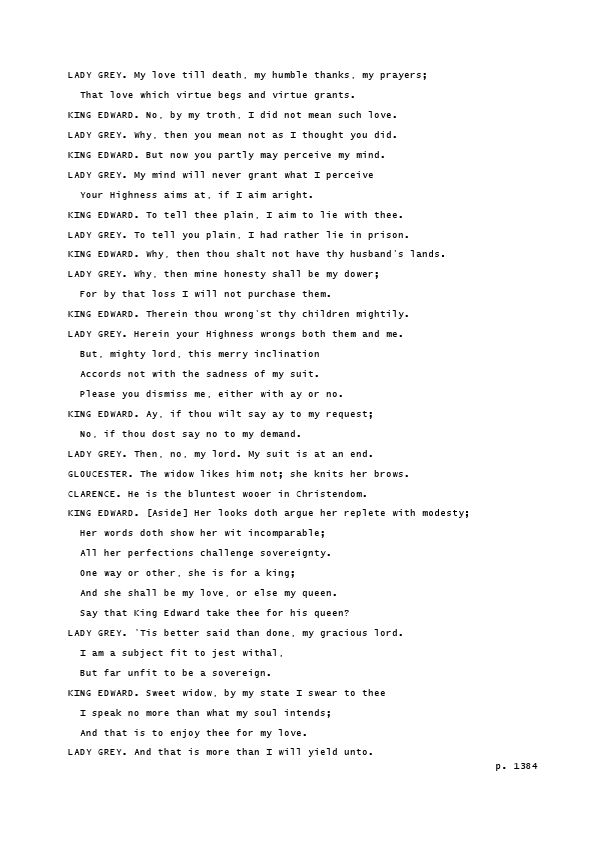 LADY GREY. My love till death, my humble thanks, my prayers;
That love which virtue begs and virtue grants.
KING EDWARD. No, by my troth, I did not mean such love.
LADY GREY. Why, then you mean not as I thought you did.
KING EDWARD. But now you partly may perceive my mind.
LADY GREY. My mind will never grant what I perceive
Your Highness aims at, if I aim aright.
KING EDWARD. To tell thee plain, I aim to lie with thee.
LADY GREY. To tell you plain, I had rather lie in prison.
KING EDWARD. Why, then thou shalt not have thy husband's lands.
LADY GREY. Why, then mine honesty shall be my dower;
For by that loss I will not purchase them.
KING EDWARD. Therein thou wrong'st thy children mightily.
LADY GREY. Herein your Highness wrongs both them and me.
But, mighty lord, this merry inclination
Accords not with the sadness of my suit.
Please you dismiss me, either with ay or no.
KING EDWARD. Ay, if thou wilt say ay to my request;
No, if thou dost say no to my demand.
LADY GREY. Then, no, my lord. My suit is at an end.
GLOUCESTER. The widow likes him not; she knits her brows.
CLARENCE. He is the bluntest wooer in Christendom.
KING EDWARD. [Aside] Her looks doth argue her replete with modesty;
Her words doth show her wit incomparable;
All her perfections challenge sovereignty.
One way or other, she is for a king;
And she shall be my love, or else my queen.
Say that King Edward take thee for his queen?
LADY GREY. 'Tis better said than done, my gracious lord.
I am a subject fit to jest withal,
But far unfit to be a sovereign.
KING EDWARD. Sweet widow, by my state I swear to thee
I speak no more than what my soul intends;
And that is to enjoy thee for my love.
LADY GREY. And that is more than I will yield unto.
p. 1384